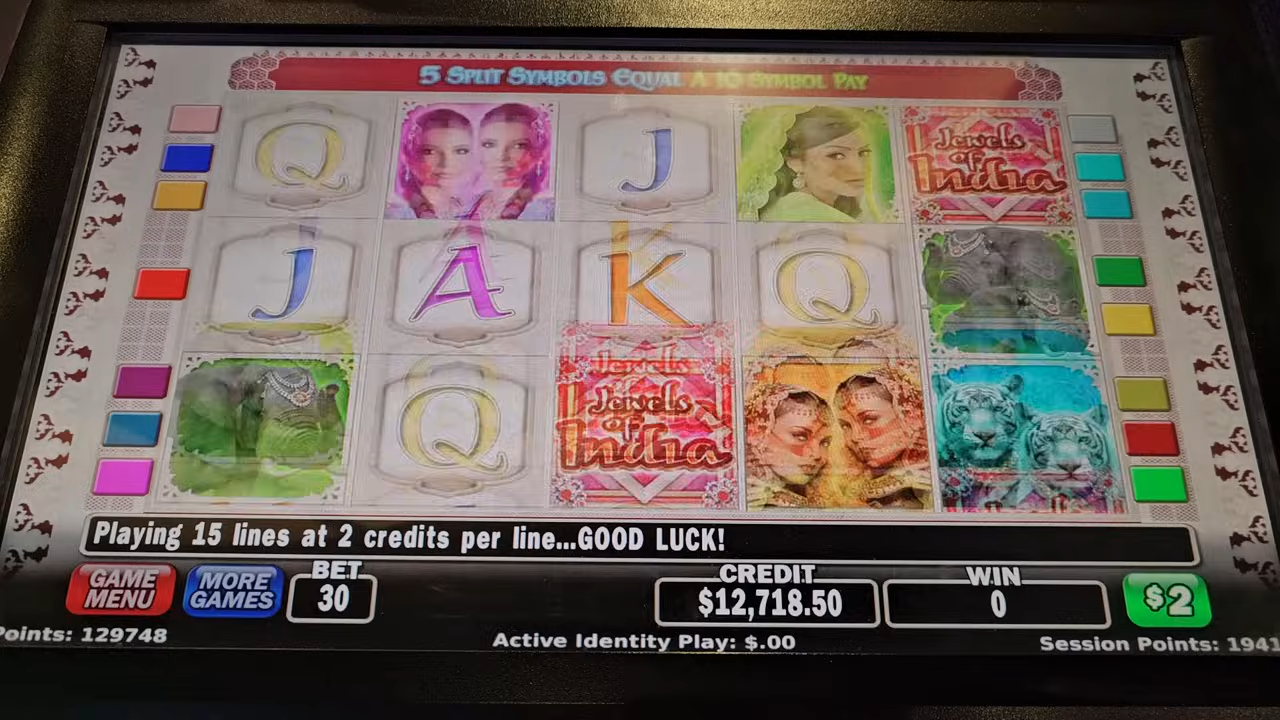 5 SPLIT SYMBOLS EQUAL A 10 SYMBOL PAY
Q
J
Jewels
of
India
J
A
K
Q
Q
Jewels
of
India
Playing 15 lines at 2 credits per line...GOOD LUCK!
GAME
MENU
MORE
GAMES
BET
30
CREDIT
$12,718.50
WIN
0
$2
Points: 129748
Active Identity Play: $.00
Session Points: 1941